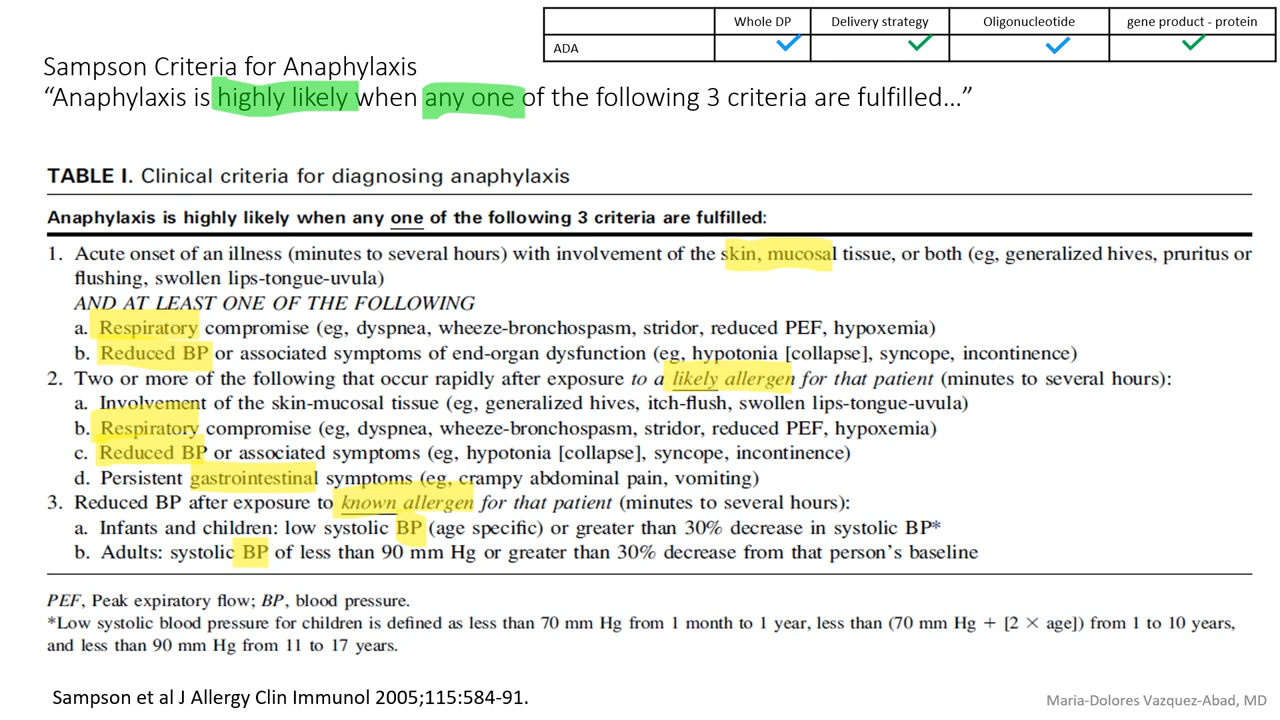 Whole DP Delivery strategy Oligonucleotide gene product - protein
ADA
Sampson Criteria for Anaphylaxis
“Anaphylaxis is highly likely when any one of the following 3 criteria are fulfilled…”
TABLE I. Clinical criteria for diagnosing anaphylaxis
Anaphylaxis is highly likely when any one of the following 3 criteria are fulfilled:
1. Acute onset of an illness (minutes to several hours) with involvement of the skin, mucosal tissue, or both (eg, generalized hives, pruritus or
flushing, swollen lips-tongue-uvula)
AND AT LEAST ONE OF THE FOLLOWING
a. Respiratory compromise (eg, dyspnea, wheeze-bronchospasm, stridor, reduced PEF, hypoxemia)
b. Reduced BP or associated symptoms of end-organ dysfunction (eg, hypotonia [collapse], syncope, incontinence)
2. Two or more of the following that occur rapidly after exposure to a likely allergen for that patient (minutes to several hours):
a. Involvement of the skin-mucosal tissue (eg, generalized hives, itch-flush, swollen lips-tongue-uvula)
b. Respiratory compromise (eg, dyspnea, wheeze-bronchospasm, stridor, reduced PEF, hypoxemia)
c. Reduced BP or associated symptoms (eg, hypotonia [collapse], syncope, incontinence)
d. Persistent gastrointestinal symptoms (eg, crampy abdominal pain, vomiting)
3. Reduced BP after exposure to known allergen for that patient (minutes to several hours):
a. Infants and children: low systolic BP (age specific) or greater than 30% decrease in systolic BP*
b. Adults: systolic BP of less than 90 mm Hg or greater than 30% decrease from that person’s baseline
PEF, Peak expiratory flow; BP, blood pressure.
*Low systolic blood pressure for children is defined as less than 70 mm Hg from 1 month to 1 year, less than (70 mm Hg + [2 × age]) from 1 to 10 years,
and less than 90 mm Hg from 11 to 17 years.
Sampson et al J Allergy Clin Immunol 2005;115:584-91.
Maria-Dolores Vazquez-Abad, MD